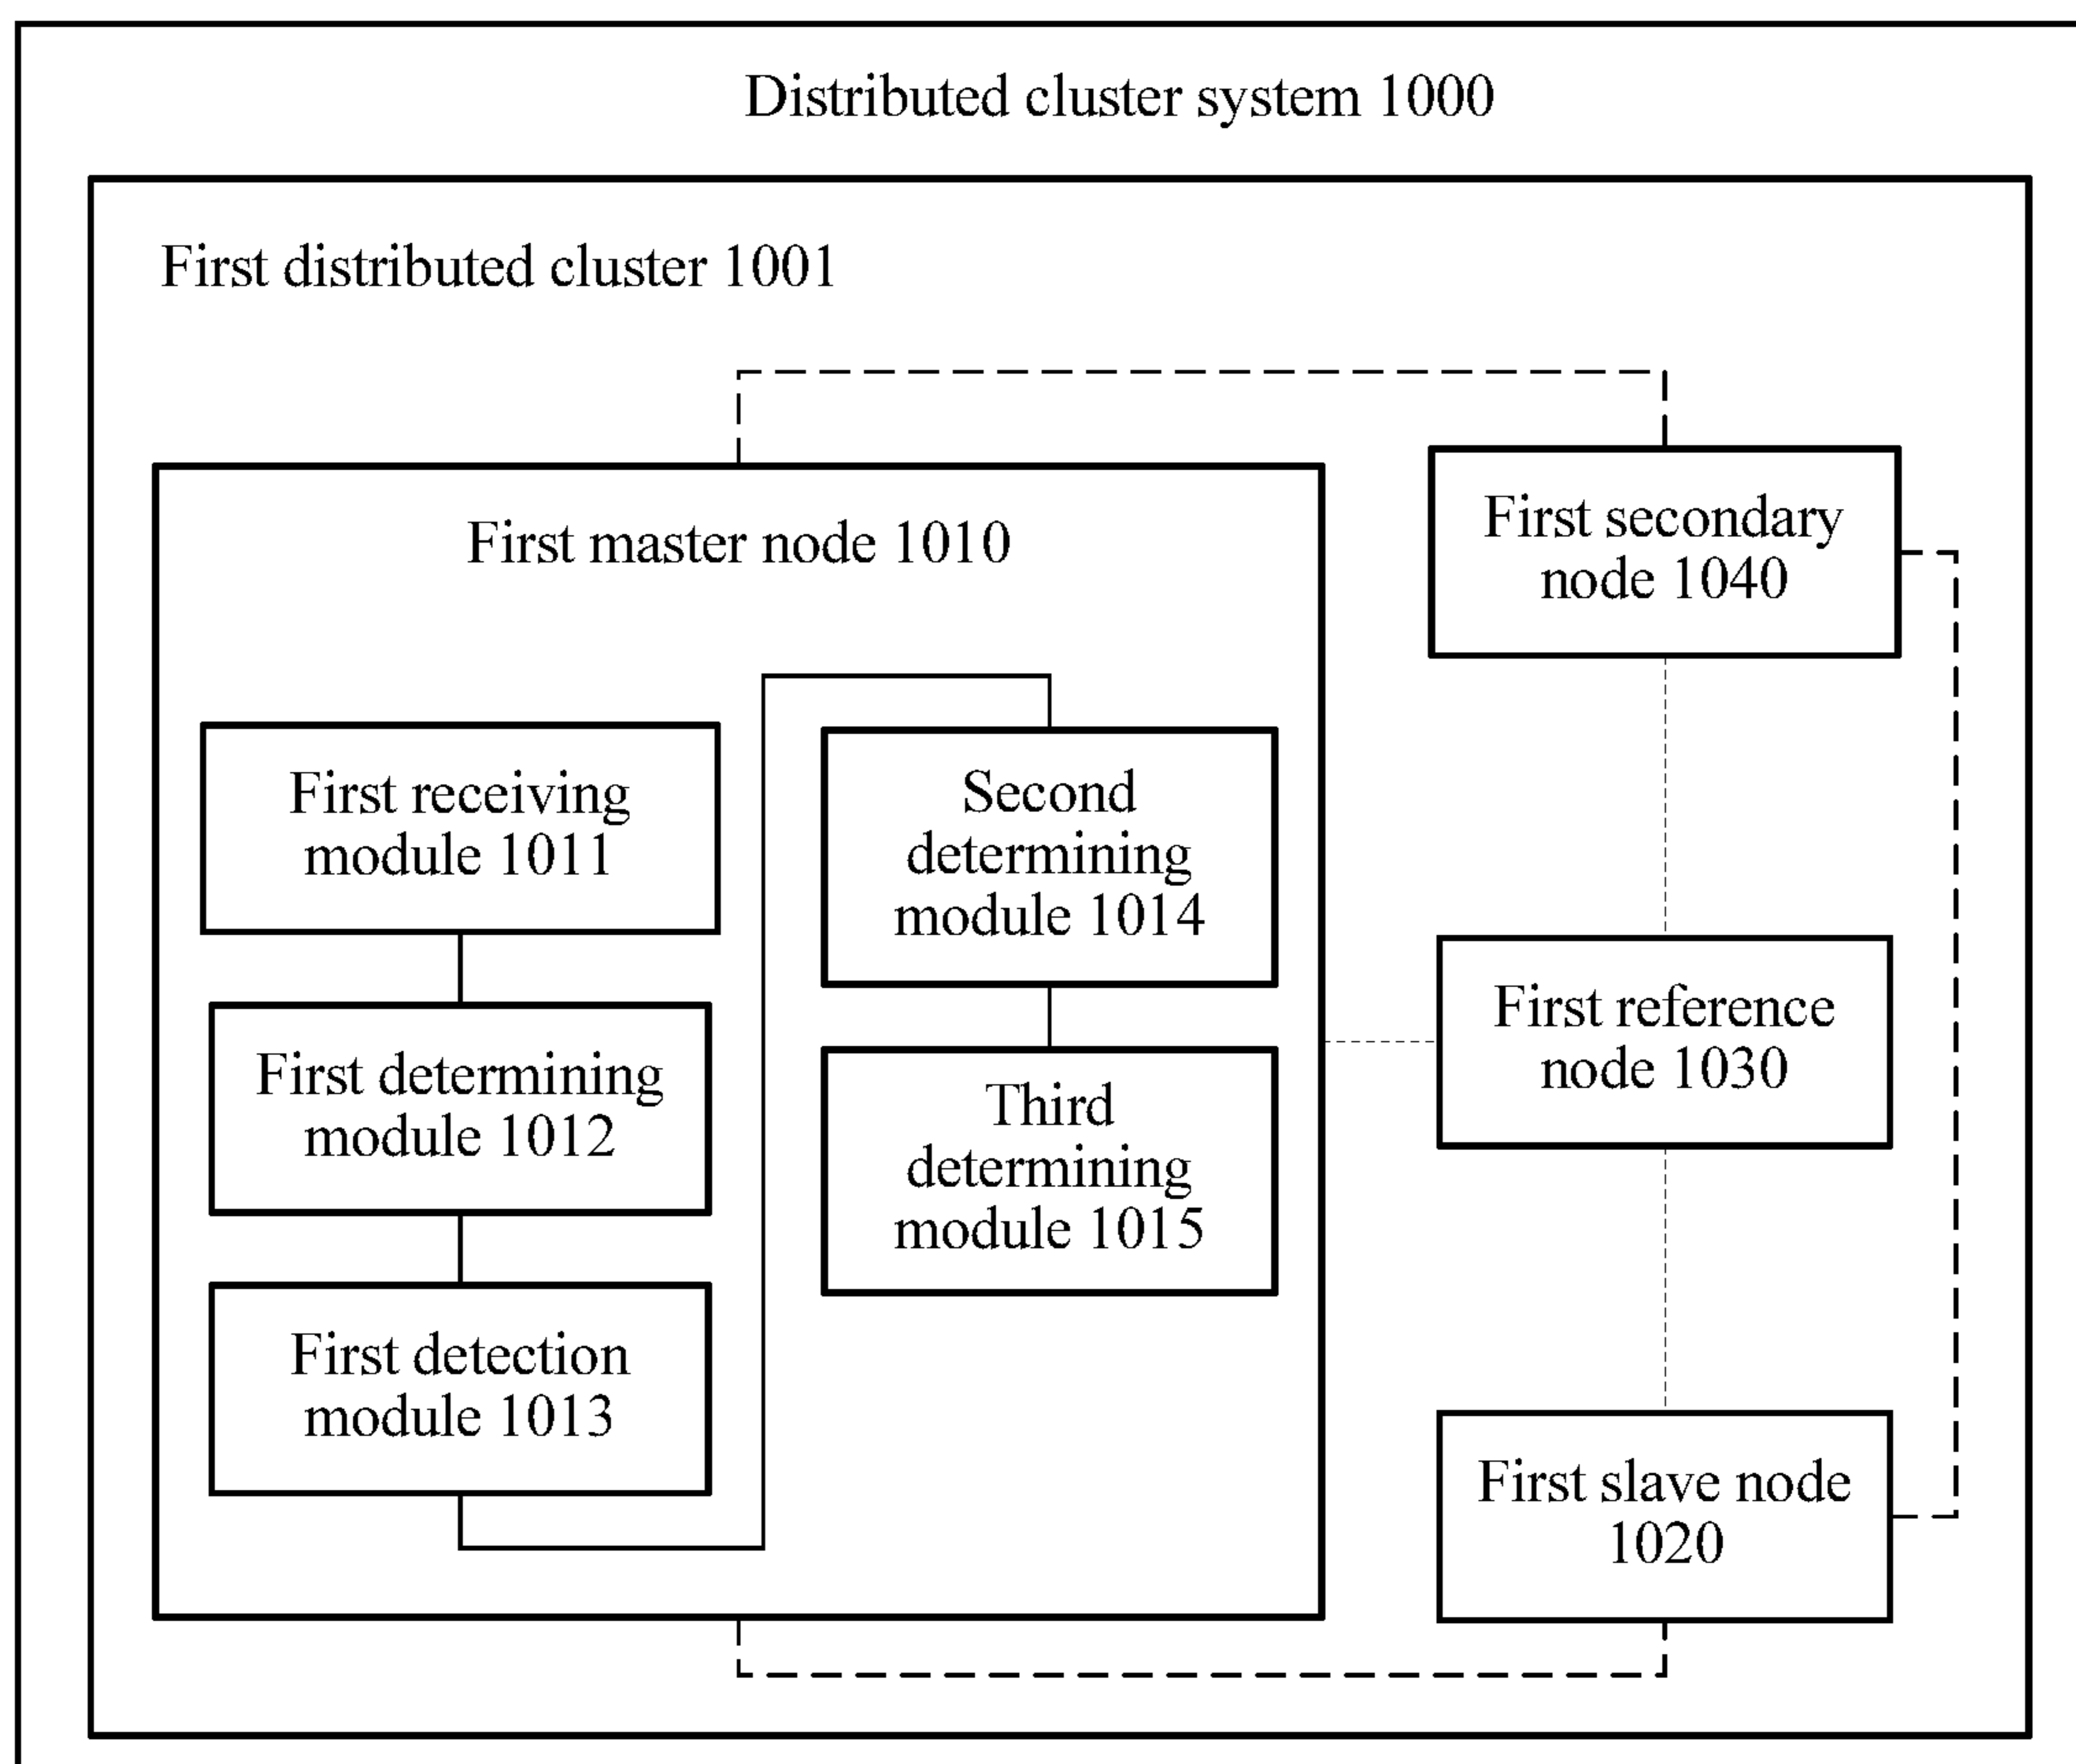 Distributed cluster system 1000
First distributed cluster 1001
First master node 1010
First receiving
module 1011
First determining
module 1012
First detection
module 1013
Second
determining
module 1014
Third
determining
module 1015
First secondary
node 1040
First reference
node 1030
First slave node
1020